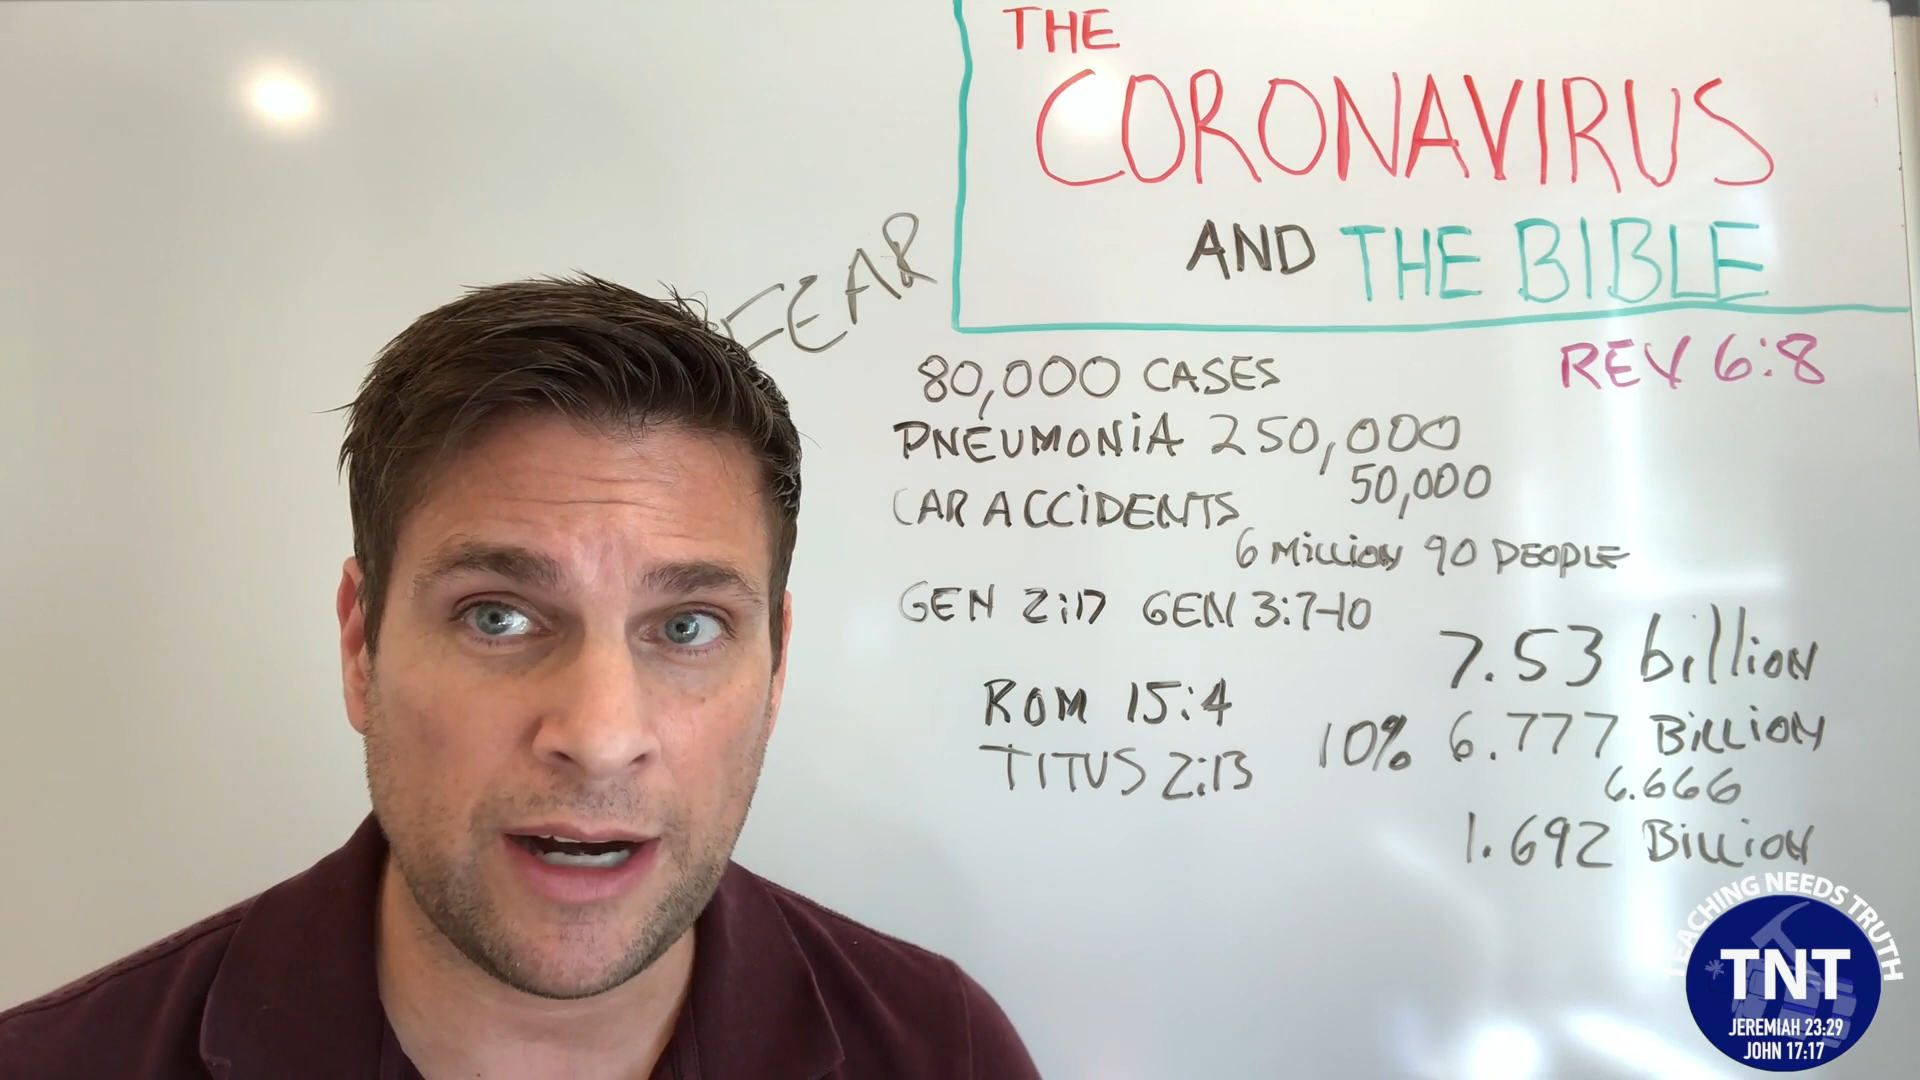 THE
CORONAVIRUS
AND THE BIBLE
FEAR
REV 6:8
80,000 CASES
PNEUMONIA 250,000
50,000
CAR ACCIDENTS
6 MILLION 90 PEOPLE
GEN 2:17 GEN 3:7-10
7.53 billion
ROM 15:4
10% 6.777 BILLION
TITUS 2:13
6.666
1.692 BILLION
TEACHING NEEDS TRUTH
TNT
JEREMIAH 23:29
JOHN 17:17